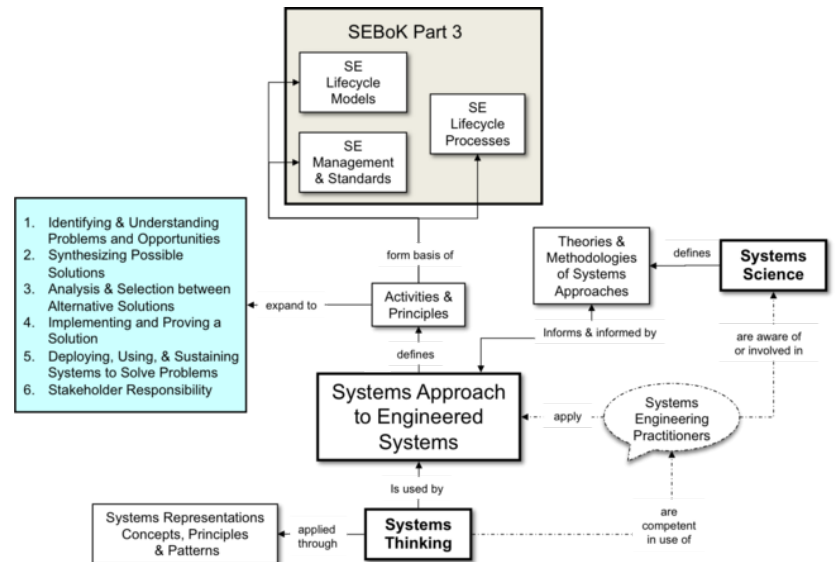 SEBoK Part 3
SE
Lifecycle
Models
SE
Lifecycle
Processes
SE
Management
& Standards
1. Identifying & Understanding
Problems and Opportunities
2. Synthesizing Possible
Solutions
3. Analysis & Selection between
Alternative Solutions
4. Implementing and Proving a
Solution
5. Deploying, Using, & Sustaining
Systems to Solve Problems
6. Stakeholder Responsibility
form basis of
expand to
Activities &
Principles
Theories &
Methodologies
of Systems
Approaches
defines
Systems
Science
Informs & informed by
are aware of
or involved in
defines
Systems Approach
to Engineered
Systems
apply
Systems
Engineering
Practitioners
Is used by
are
competent
in use of
Systems Representations
Concepts, Principles
& Patterns
applied
through
Systems
Thinking